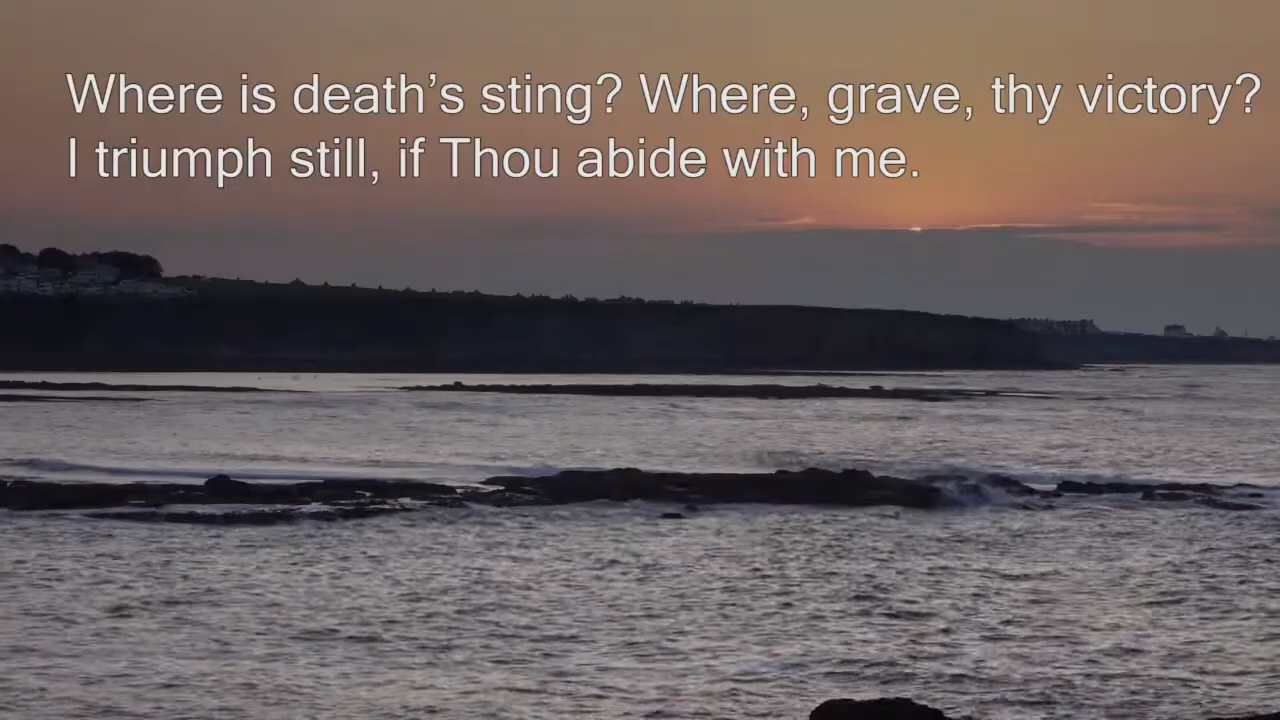 Where is death’s sting? Where, grave, thy victory?
I triumph still, if Thou abide with me.